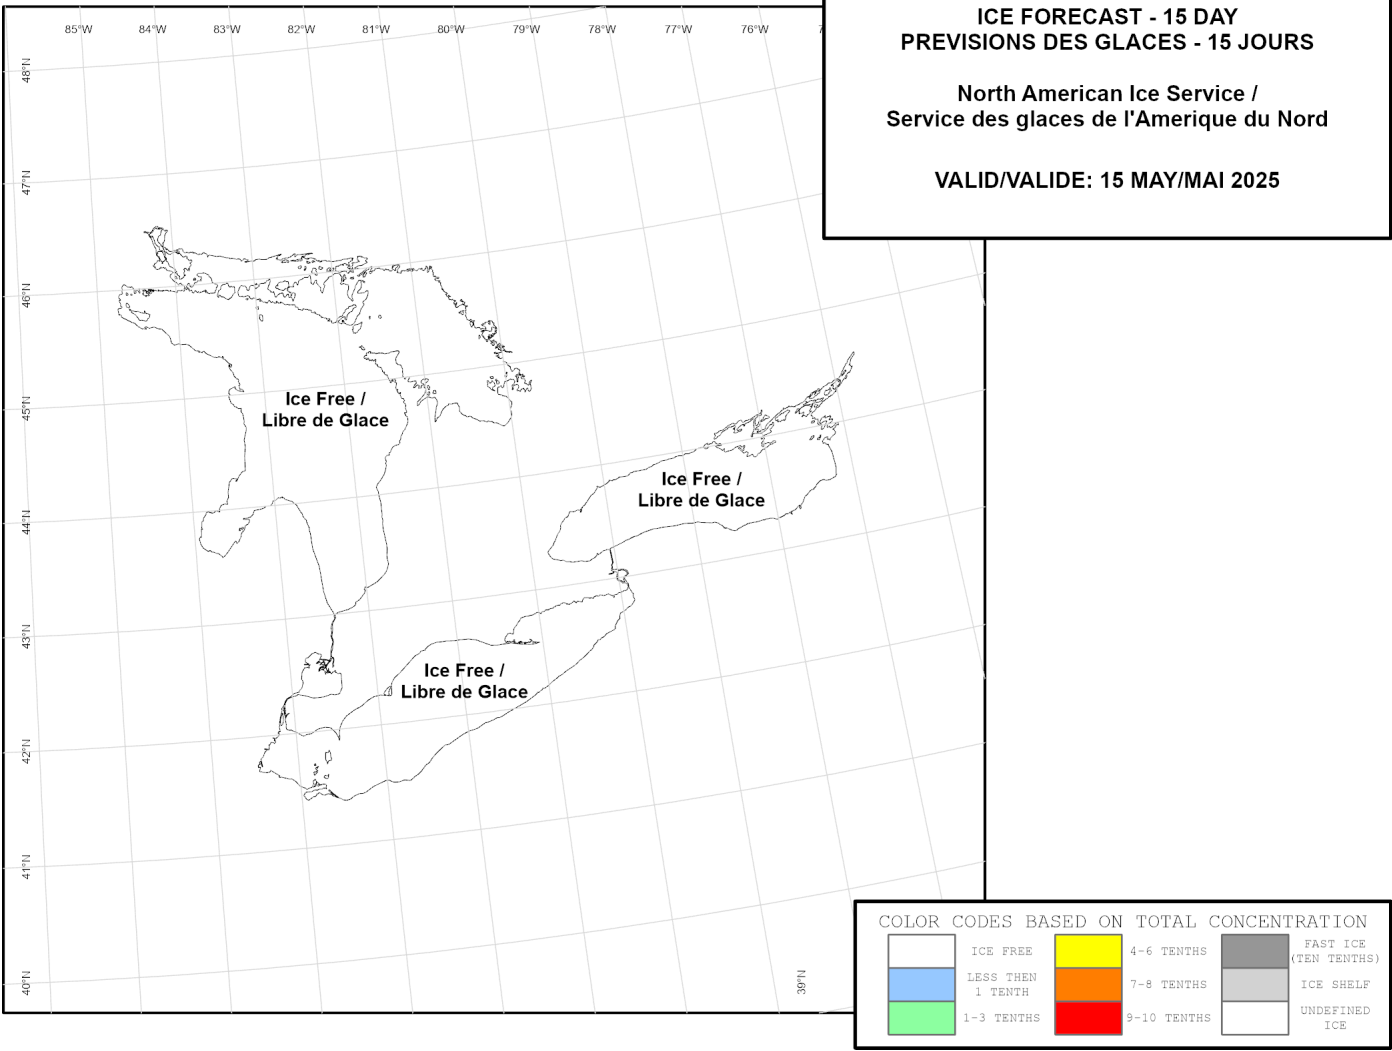 85°W 84°W 83°W 82°W 81°W 80°W 79°W 78°W 77°W 76°W
ICE FORECAST - 15 DAY
PREVISIONS DES GLACES - 15 JOURS
North American Ice Service /
Service des glaces de l'Amerique du Nord
VALID/VALIDE: 15 MAY/MAI 2025
48°N
47°N
46°N
45°N
44°N
43°N
42°N
41°N
40°N
39°N
Ice Free /
Libre de Glace
Ice Free /
Libre de Glace
Ice Free /
Libre de Glace
COLOR CODES BASED ON TOTAL CONCENTRATION
ICE FREE
LESS THEN
1 TENTH
1-3 TENTHS
4-6 TENTHS
7-8 TENTHS
9-10 TENTHS
FAST ICE
(TEN TENTHS)
ICE SHELF
UNDEFINED
ICE